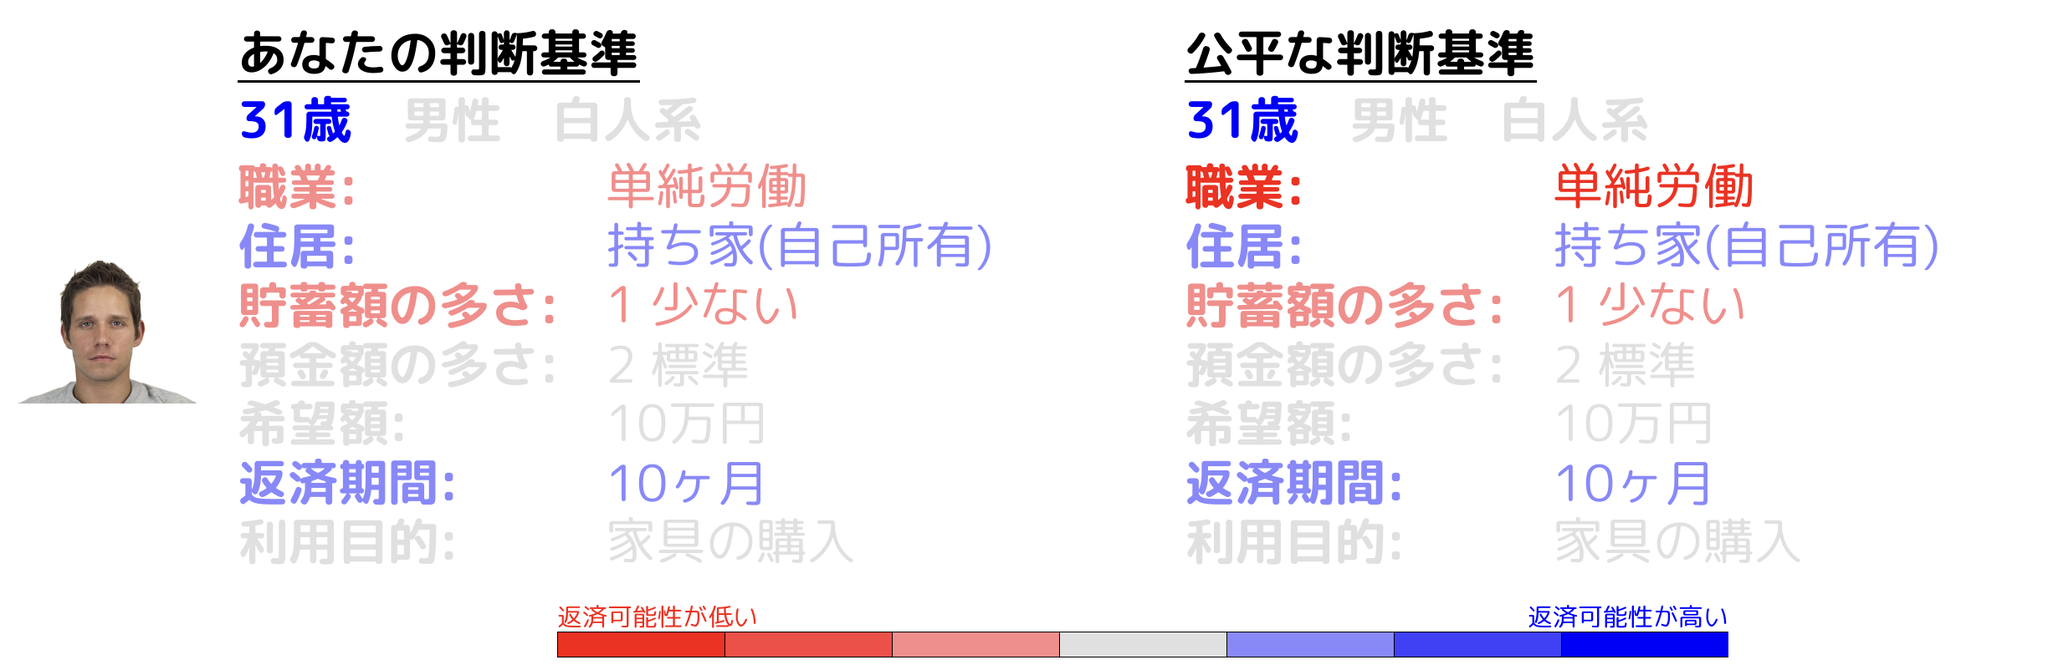 あなたの判断基準
31歳 男性 白人系
職業: 単純労働
住居: 持ち家(自己所有)
貯蓄額の多さ: 1 少ない
預金額の多さ: 2 標準
希望額: 10万円
返済期間: 10ヶ月
利用目的: 家具の購入
公平な判断基準
31歳 男性 白人系
職業: 単純労働
住居: 持ち家(自己所有)
貯蓄額の多さ: 1 少ない
預金額の多さ: 2 標準
希望額: 10万円
返済期間: 10ヶ月
利用目的: 家具の購入
返済可能性が低い
返済可能性が高い